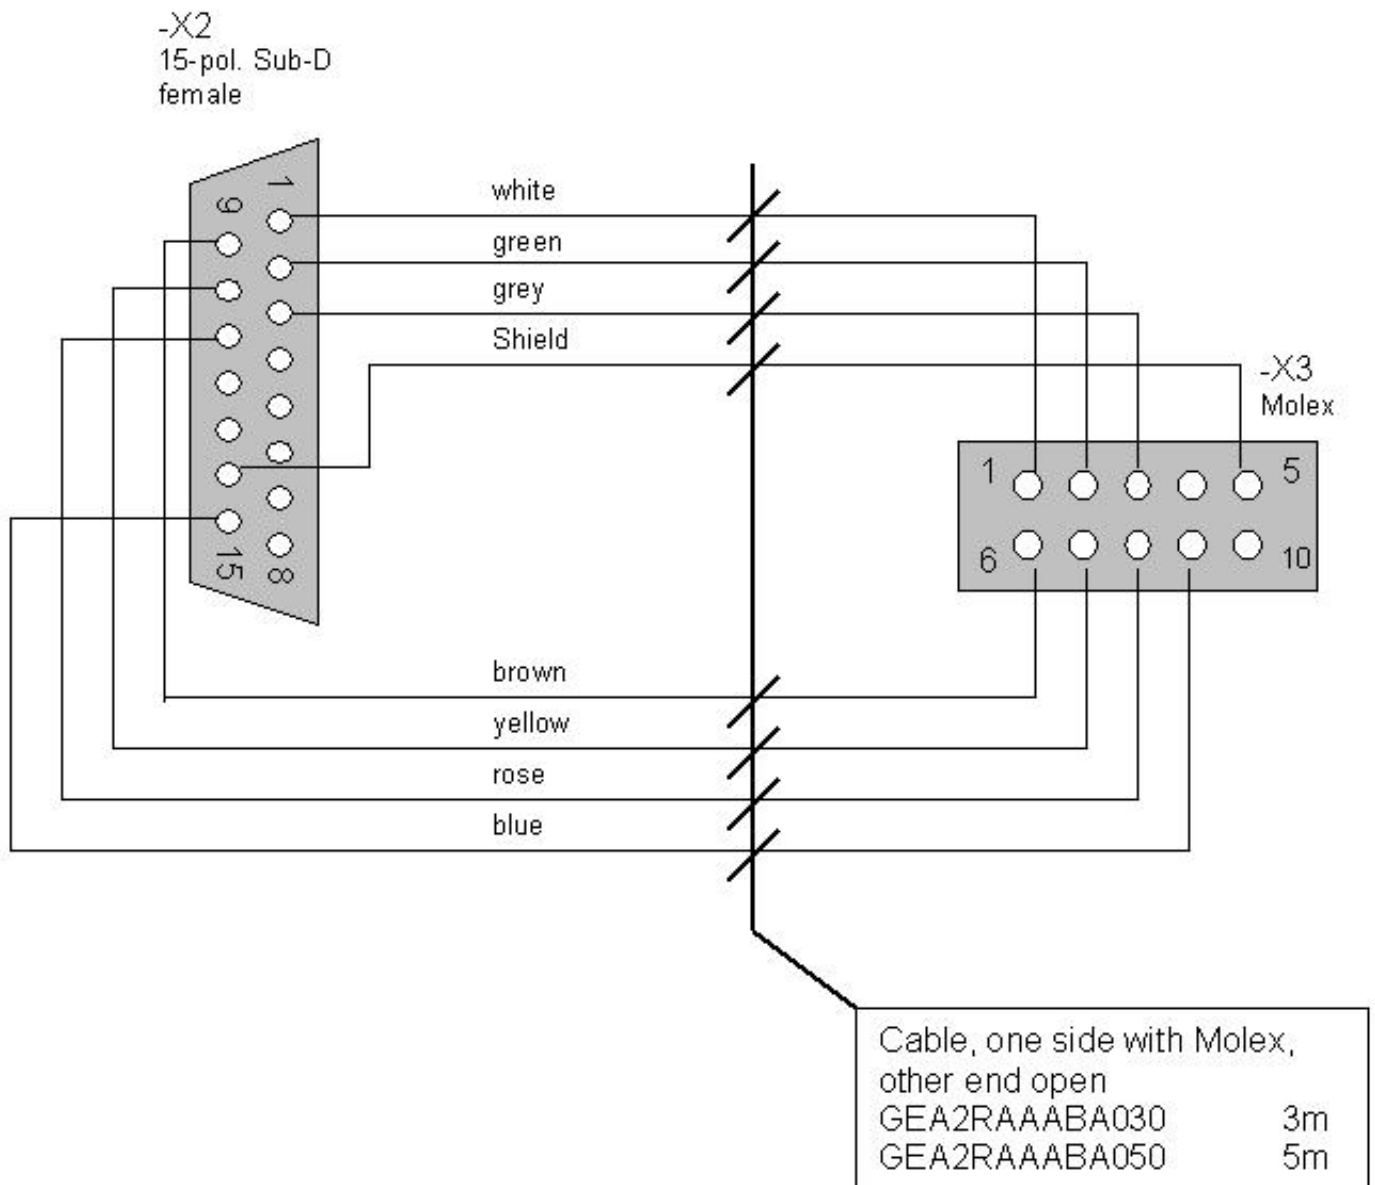 -X2
15-pol. Sub-D
female
1
9
white
green
grey
Shield
-X3
Molex
1
5
6
10
15
8
brown
yellow
rose
blue
Cable, one side with Molex,
other end open
GEA2RAAABA030 3m
GEA2RAAABA050 5m